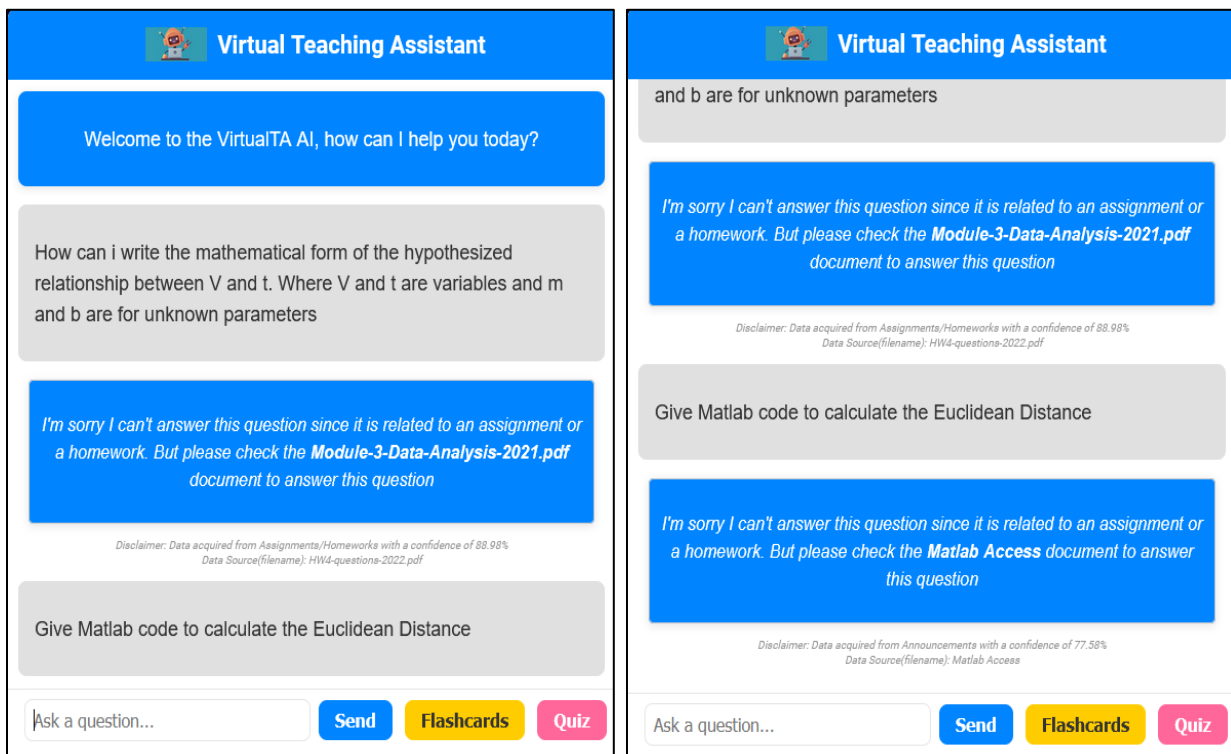 Virtual Teaching Assistant
Welcome to the VirtualTA AI, how can I help you today?
How can i write the mathematical form of the hypothesized
relationship between V and t. Where V and t are variables and m
and b are for unknown parameters
I'm sorry I can't answer this question since it is related to an assignment or
a homework. But please check the Module-3-Data-Analysis-2021.pdf
document to answer this question
Disclaimer: Data acquired from Assignments/Homeworks with a confidence of 88.98%
Data Source(filename): HW4-questions-2022.pdf
Give Matlab code to calculate the Euclidean Distance
Ask a question...
Send
Flashcards
Quiz
Virtual Teaching Assistant
and b are for unknown parameters
I'm sorry I can't answer this question since it is related to an assignment or
a homework. But please check the Module-3-Data-Analysis-2021.pdf
document to answer this question
Disclaimer: Data acquired from Assignments/Homeworks with a confidence of 88.98%
Data Source(filename): HW4-questions-2022.pdf
Give Matlab code to calculate the Euclidean Distance
I'm sorry I can't answer this question since it is related to an assignment or
a homework. But please check the Matlab Access document to answer
this question
Disclaimer: Data acquired from Announcements with a confidence of 77.58%
Data Source(filename): Matlab Access
Ask a question...
Send
Flashcards
Quiz